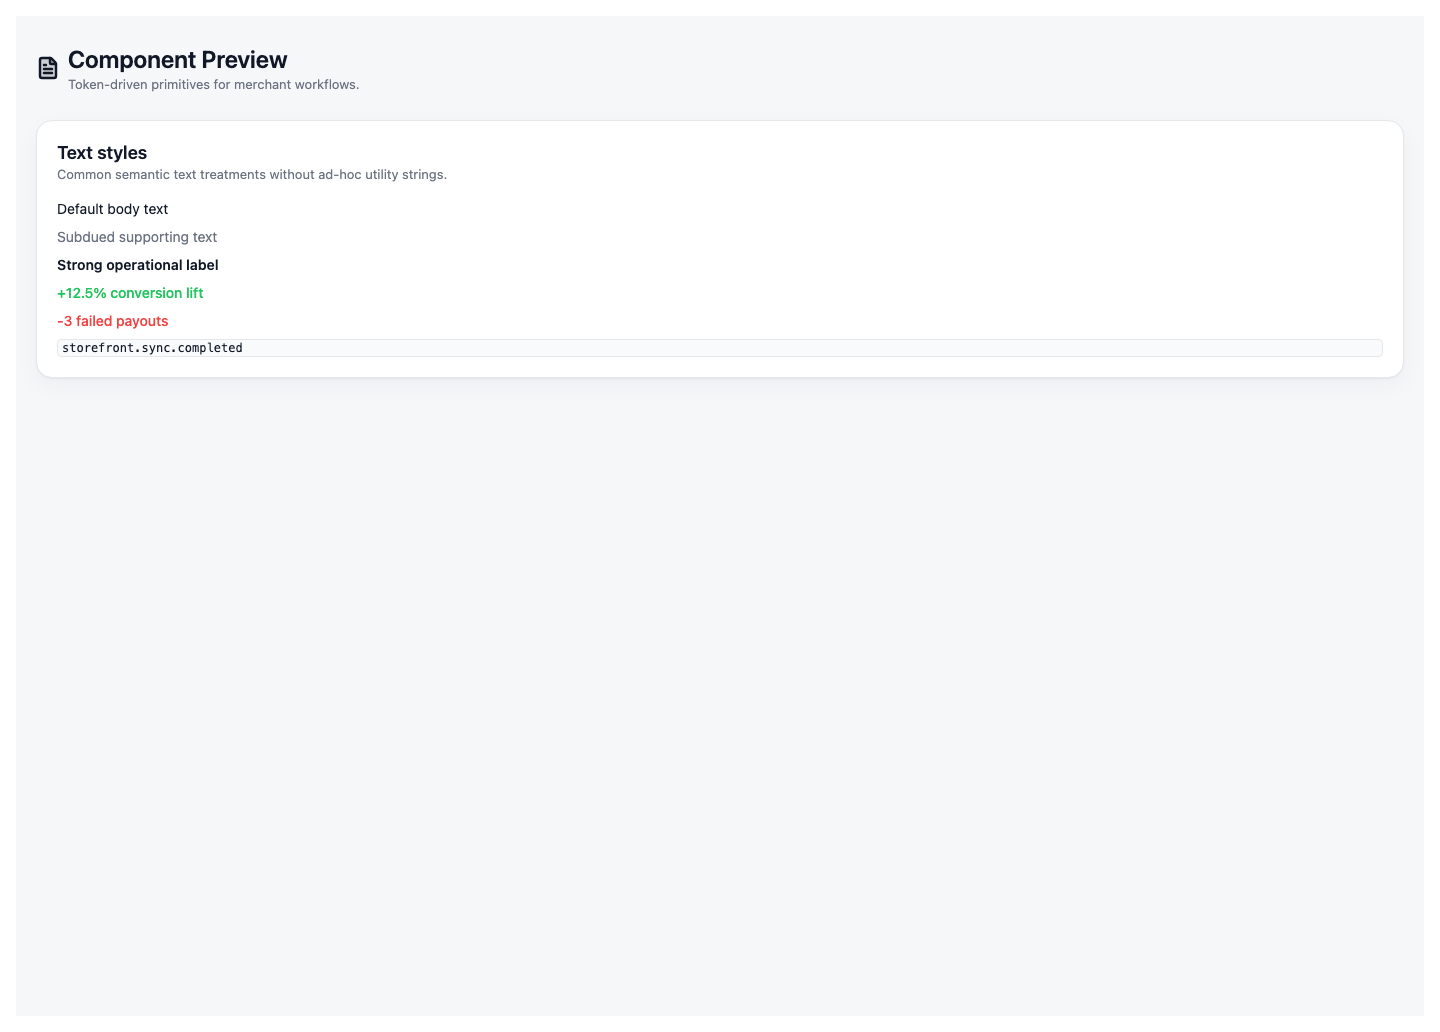 Component Preview
Token-driven primitives for merchant workflows.
Text styles
Common semantic text treatments without ad-hoc utility strings.
Default body text
Subdued supporting text
Strong operational label
+12.5% conversion lift
-3 failed payouts
storefront.sync.completed